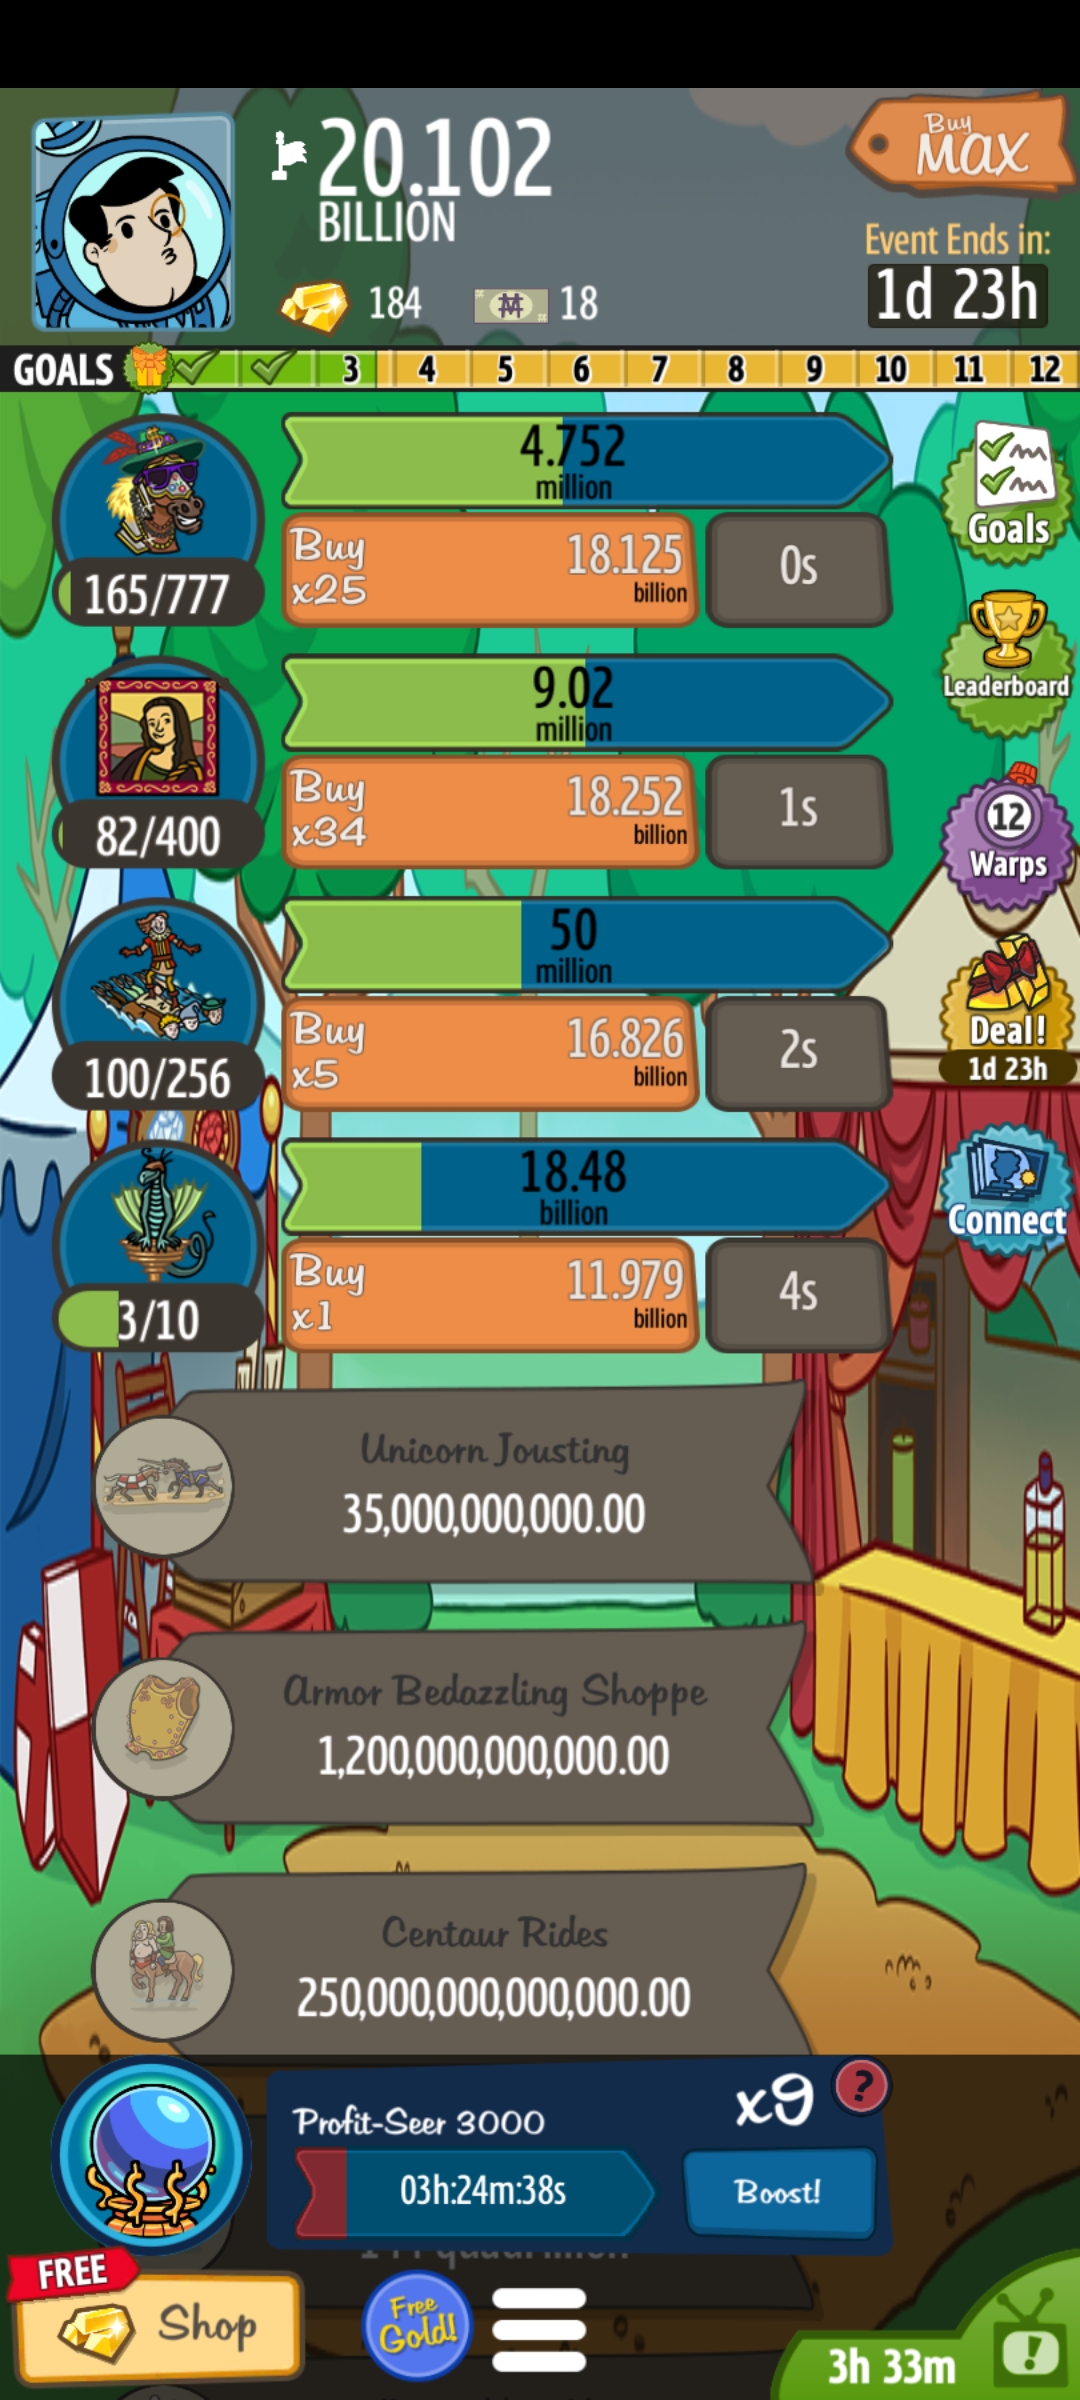 20.102
BILLION
184
18
Buy
MAX
Event Ends in:
1d 23h
GOALS 3 4 5 6 7 8 9 10 11 12
4.752
million
Buy
x25
18.125
billion
0s
165/777
Goals
9.02
million
Buy
x34
18.252
billion
1s
82/400
Leaderboard
12
Warps
50
million
Buy
x5
16.826
billion
2s
100/256
Deal!
1d 23h
18.48
billion
Buy
x1
11.979
billion
4s
3/10
Connect
Unicorn Jousting
35,000,000,000.00
Armor Bedazzling Shoppe
1,200,000,000,000.00
Centaur Rides
250,000,000,000,000.00
Profit-Seer 3000
x9
?
03h:24m:38s
Boost!
FREE
Shop
Free
Gold!
3h 33m
!